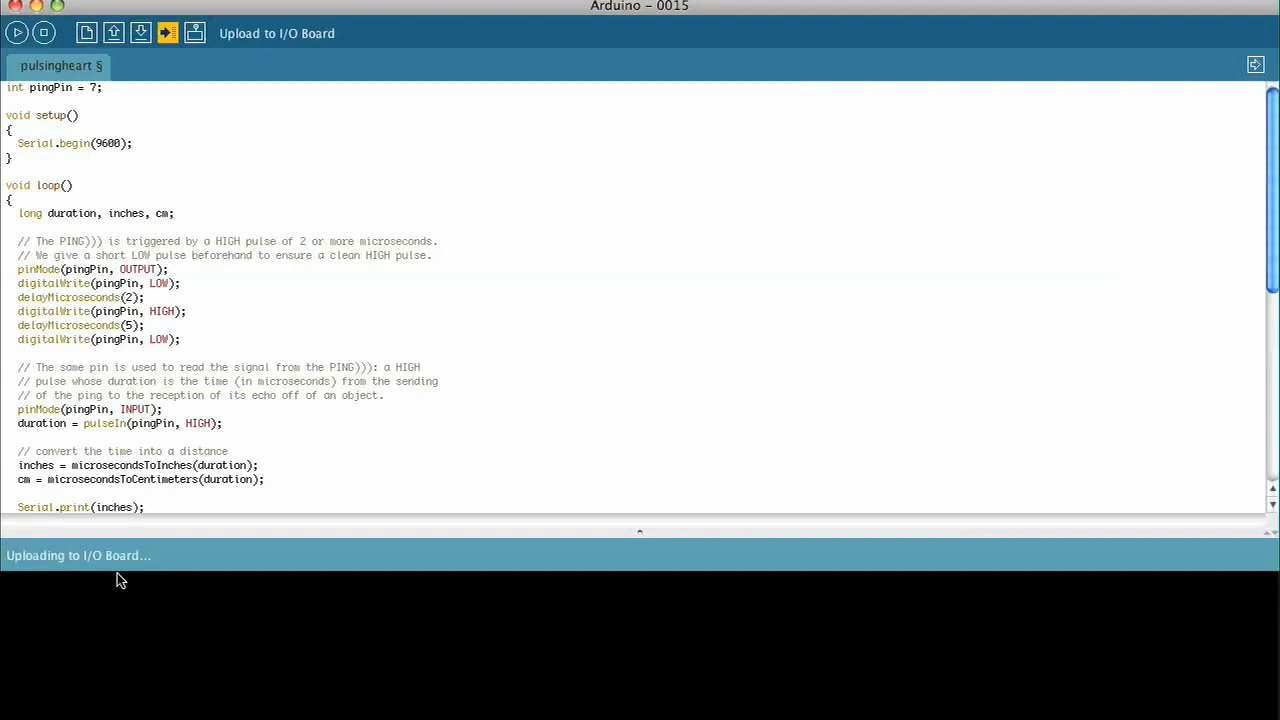 Arduino - 0015
Upload to I/O Board
pulsingheart §
int pingPin = 7;
void setup()
{
Serial.begin(9600);
}
void loop()
{
long duration, inches, cm;
// The PING))) is triggered by a HIGH pulse of 2 or more microseconds.
// We give a short LOW pulse beforehand to ensure a clean HIGH pulse.
pinMode(pingPin, OUTPUT);
digitalWrite(pingPin, LOW);
delayMicroseconds(2);
digitalWrite(pingPin, HIGH);
delayMicroseconds(5);
digitalWrite(pingPin, LOW);
// The same pin is used to read the signal from the PING))): a HIGH
// pulse whose duration is the time (in microseconds) from the sending
// of the ping to the reception of its echo off of an object.
pinMode(pingPin, INPUT);
duration = pulseIn(pingPin, HIGH);
// convert the time into a distance
inches = microsecondsToInches(duration);
cm = microsecondsToCentimeters(duration);
Serial.print(inches);
Uploading to I/O Board...